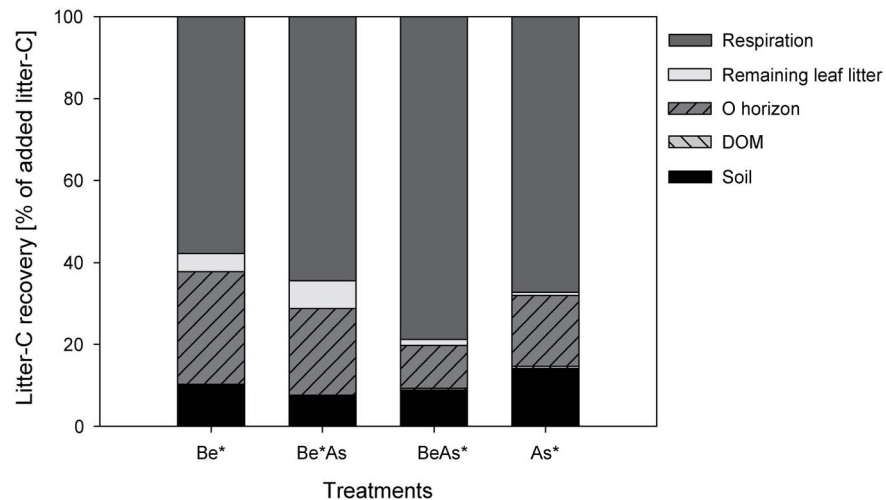 Litter-C recovery [% of added litter-C]
100
80
60
40
20
0
Be*
Be*As
BeAs*
As*
Treatments
Respiration
Remaining leaf litter
O horizon
DOM
Soil